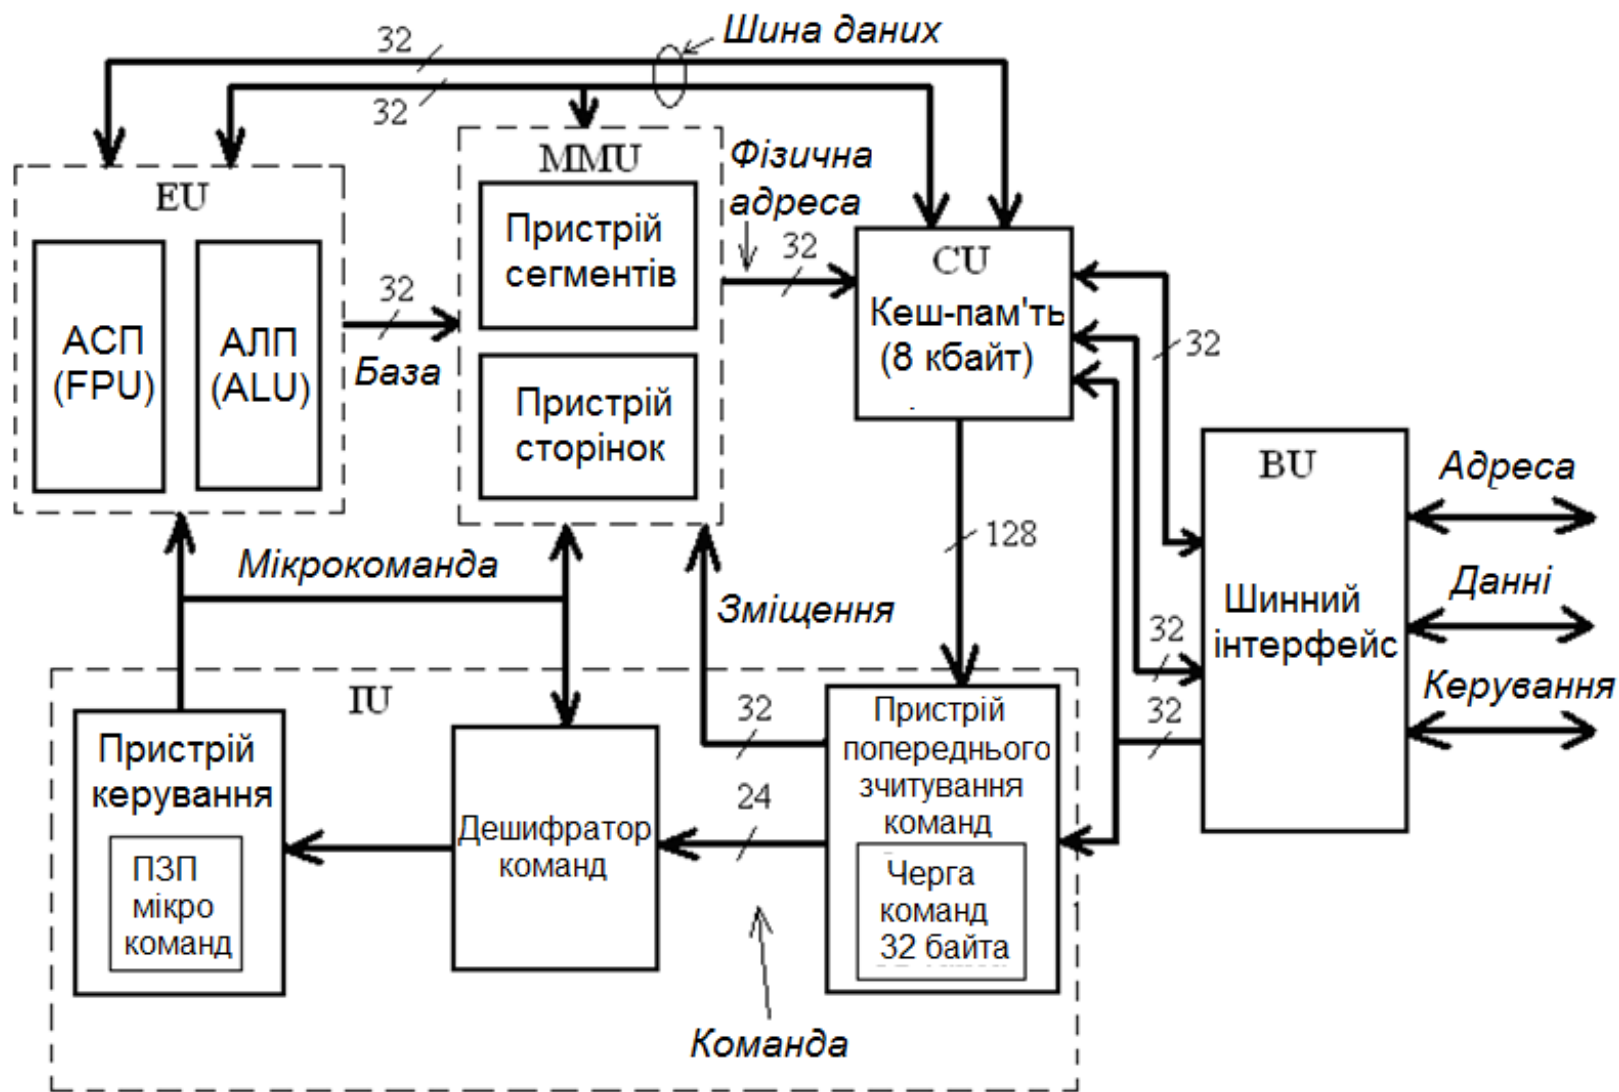 Шина даних
32
32
EU
АСП
(FPU)
АЛП
(ALU)
32
База
MMU
Пристрій
сегментів
Пристрій
сторінок
Фізична
адреса
32
CU
Кеш-пам'ть
(8 кбайт)
32
128
32
32
BU
Шинний
інтерфейс
Адреса
Данні
Керування
Мікрокоманда
Зміщення
IU
Пристрій
керування
ПЗП
мікро
команд
Дешифратор
команд
32
24
Пристрій
попереднього
зчитування
команд
Черга
команд
32 байта
Команда